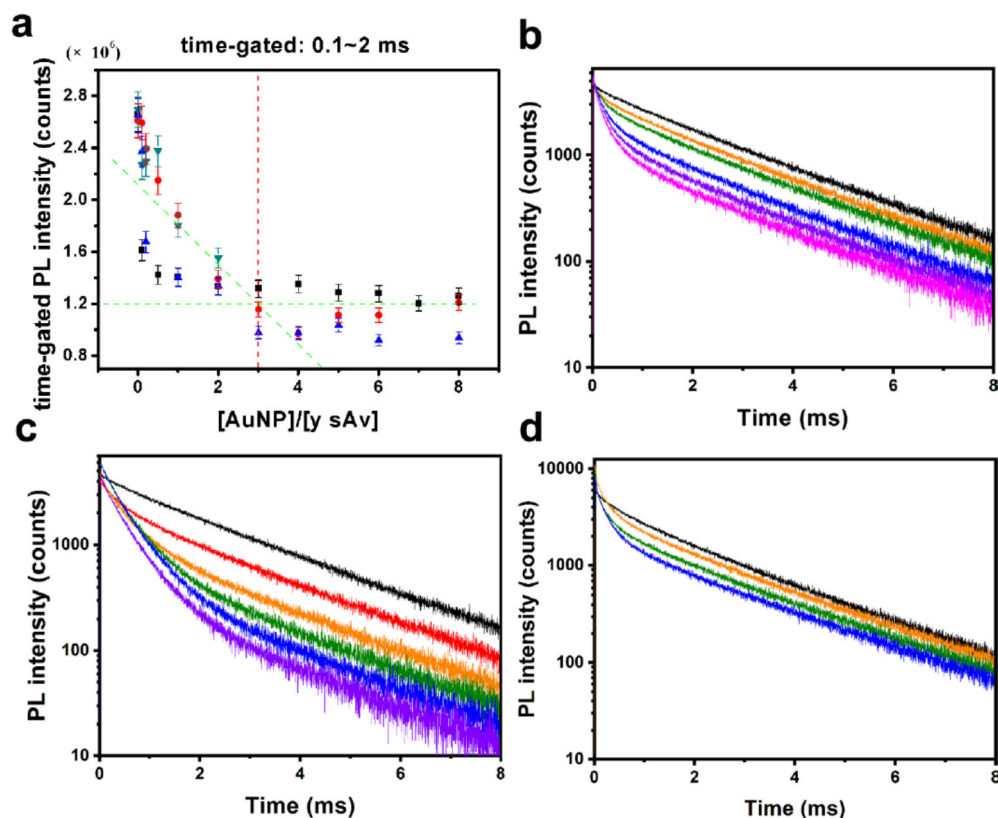 a
(× 10⁶
time-gated: 0.1~2 ms
time-gated PL intensity (counts)
2.8
2.4
2.0
1.6
1.2
0.8
0 2 4 6 8
[AuNP]/[y sAv]
b
PL intensity (counts)
1000
100
10
0 2 4 6 8
Time (ms)
c
PL intensity (counts)
1000
100
10
0 2 4 6 8
Time (ms)
d
PL intensity (counts)
10000
1000
100
10
0 2 4 6 8
Time (ms)